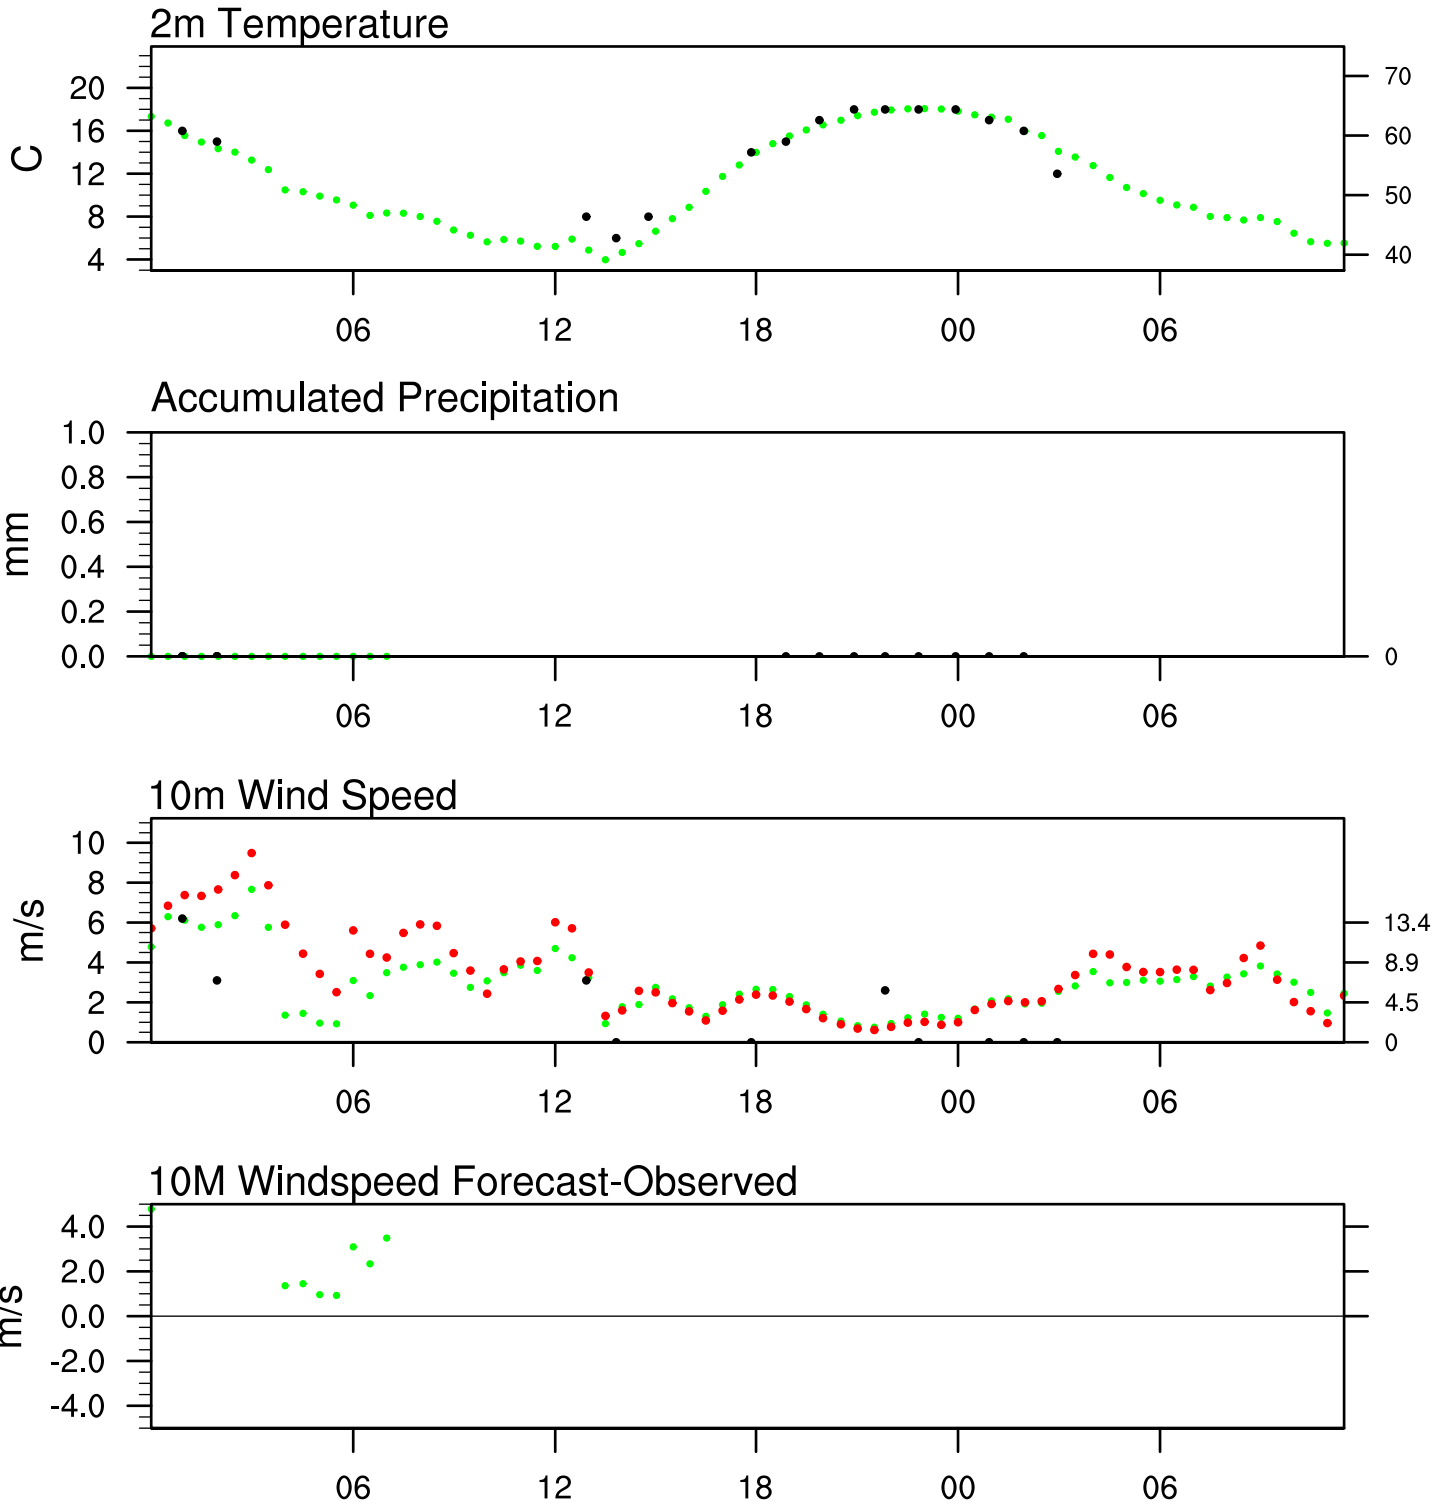 2m Temperature
C
20 70
16 60
12
8 50
4 40
06 12 18 00 06
Accumulated Precipitation
mm
1.0
0.8
0.6
0.4
0.2
0.0 0
06 12 18 00 06
10m Wind Speed
m/s
10
8
6 13.4
4 8.9
2 4.5
0 0
06 12 18 00 06
10M Windspeed Forecast-Observed
m/s
4.0
2.0
0.0
-2.0
-4.0
06 12 18 00 06